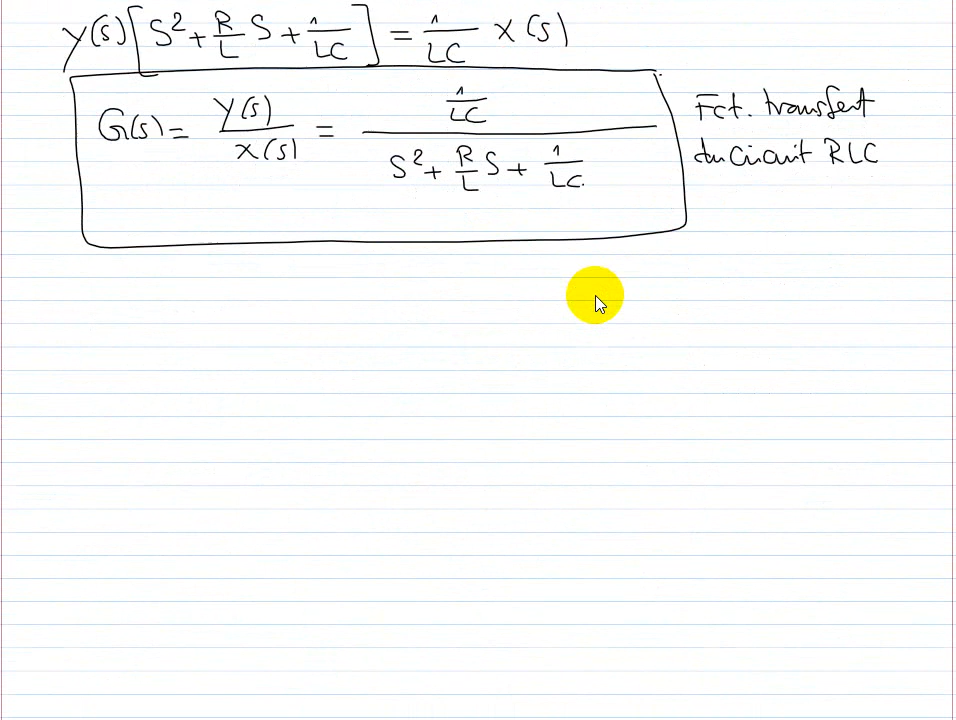 Y(s)[S² + R/L S + 1/LC] = 1/LC X(s)
G(s) = Y(s)/X(s) = (1/LC)/(S² + R/L S + 1/LC)
Fct. transfert
du Circuit RLC